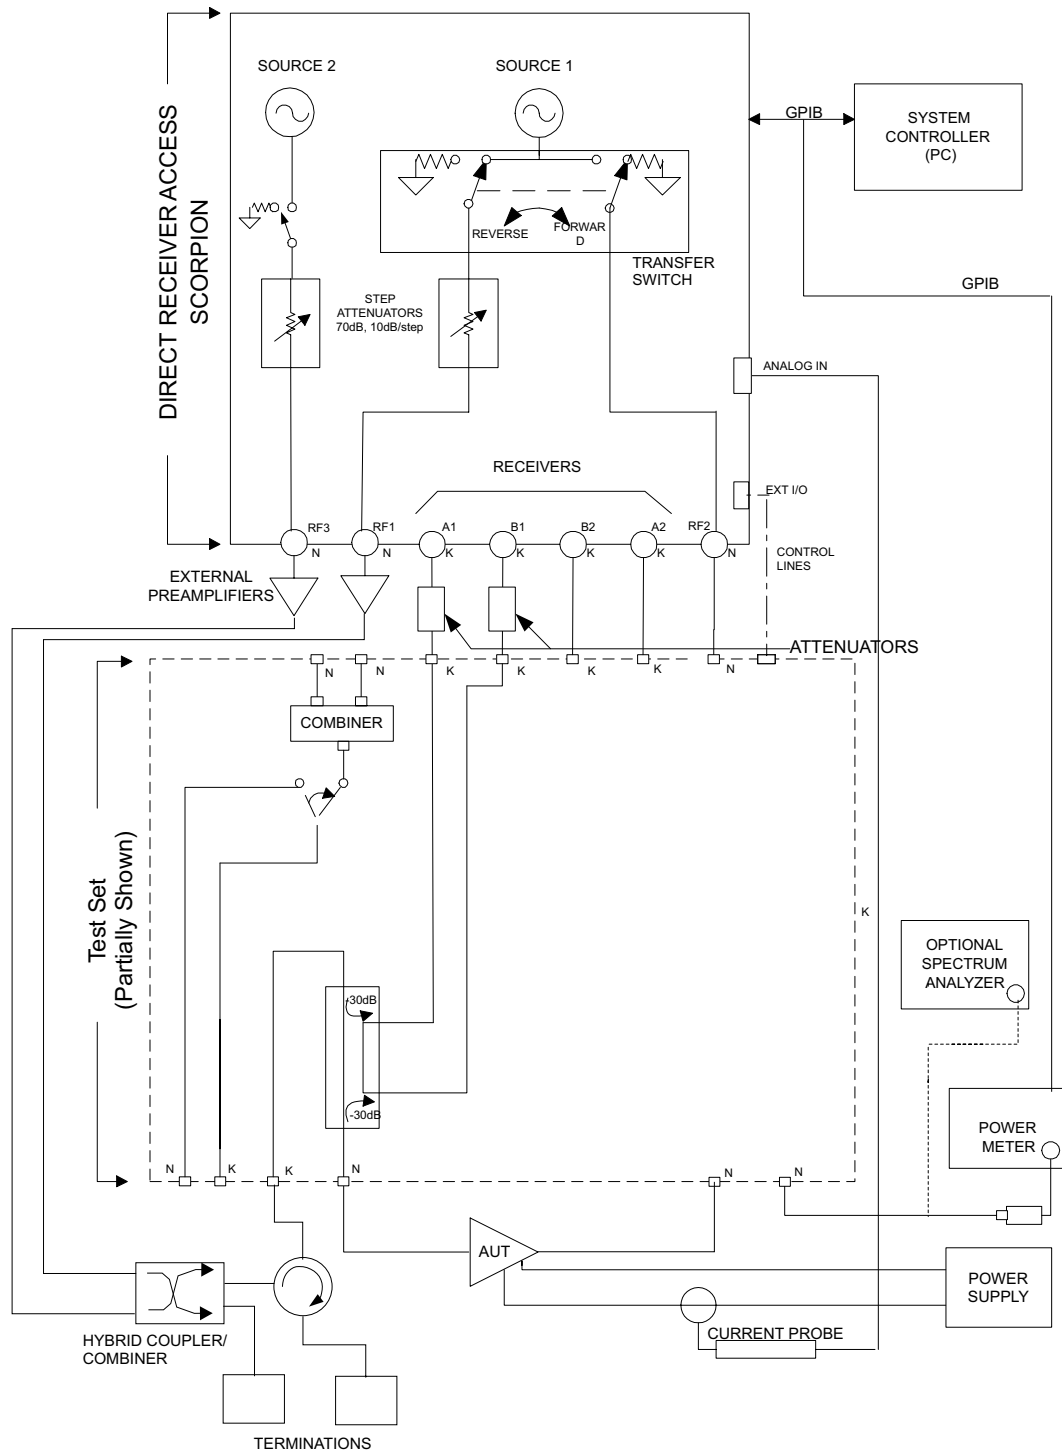 SOURCE 2
SOURCE 1
DIRECT RECEIVER ACCESS
SCORPION
GPIB
SYSTEM
CONTROLLER
(PC)
REVERSE
FORWAR
D
TRANSFER
SWITCH
GPIB
STEP
ATTENUATORS
70dB, 10dB/step
ANALOG IN
RECEIVERS
EXT I/O
RF3
N
RF1
N
A1
K
B1
K
B2
K
A2
K
RF2
N
CONTROL
LINES
EXTERNAL
PREAMPLIFIERS
ATTENUATORS
N
N
K
K
K
K
N
COMBINER
Test Set
(Partially Shown)
K
OPTIONAL
SPECTRUM
ANALYZER
-30dB
-30dB
POWER
METER
N
K
K
N
N
N
AUT
POWER
SUPPLY
CURRENT PROBE
HYBRID COUPLER/
COMBINER
TERMINATIONS